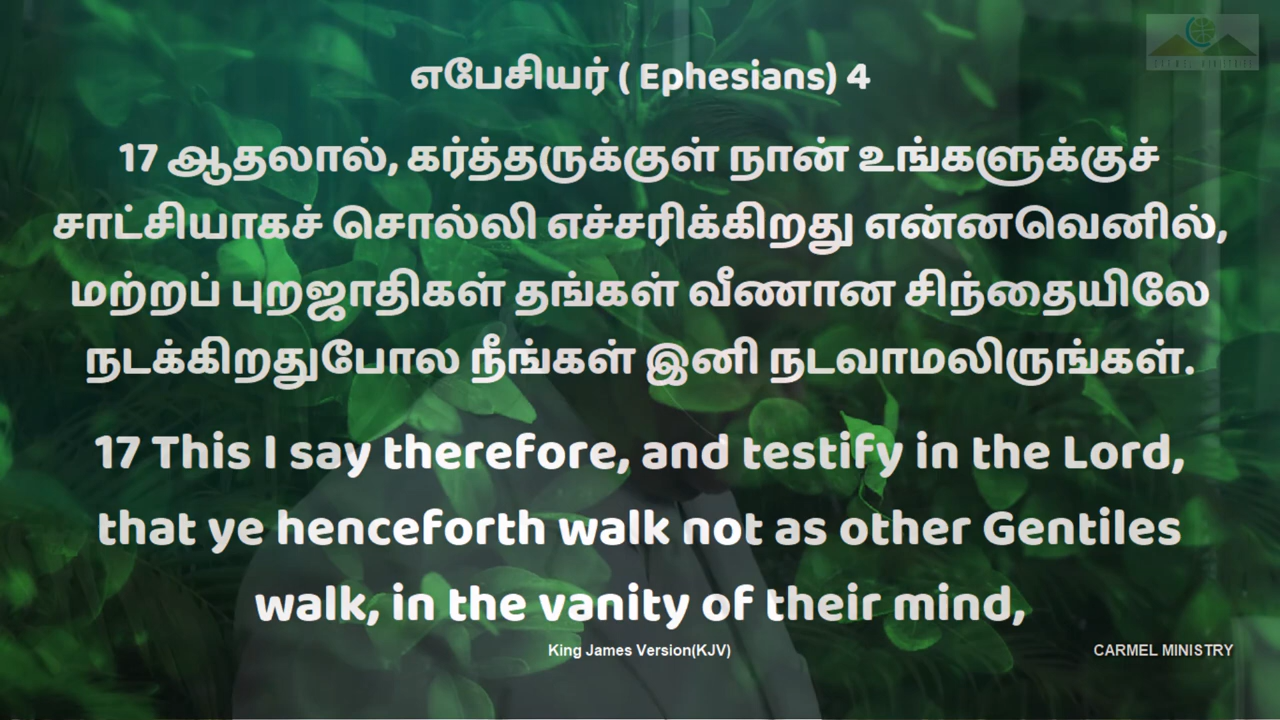 எபேசியர் ( Ephesians) 4
17 ஆதலால், கர்த்தருக்குள் நான் உங்களுக்குச்
சாட்சியாகச் சொல்லி எச்சரிக்கிறது என்னவெனில்,
மற்றப் புறஜாதிகள் தங்கள் வீணான சிந்தையிலே
நடக்கிறதுபோல நீங்கள் இனி நடவாமலிருங்கள்.
17 This I say therefore, and testify in the Lord,
that ye henceforth walk not as other Gentiles
walk, in the vanity of their mind,
King James Version(KJV)
CARMEL MINISTRY